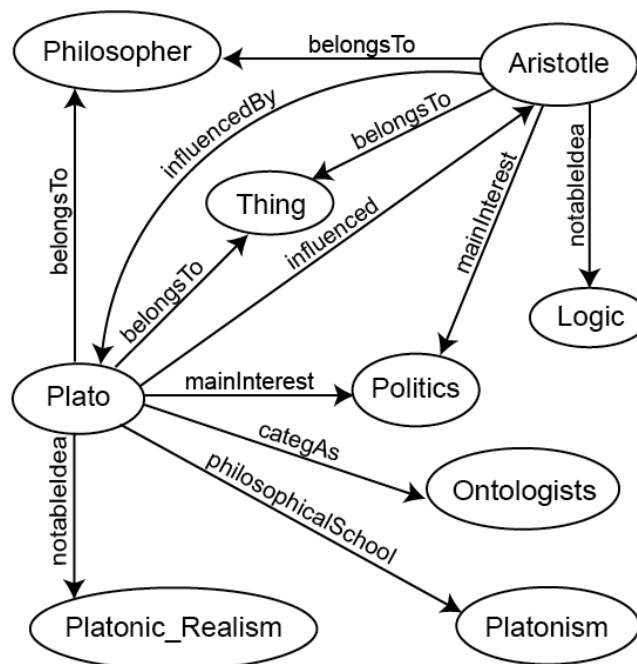 Philosopher
belongsTo
Aristotle
influencedBy
belongsTo
Thing
belongsTo
influenced
mainInterest
notableIdea
Logic
belongsTo
Plato
mainInterest
Politics
categAs
Ontologists
notableIdea
philosophicalSchool
Platonic_Realism
Platonism